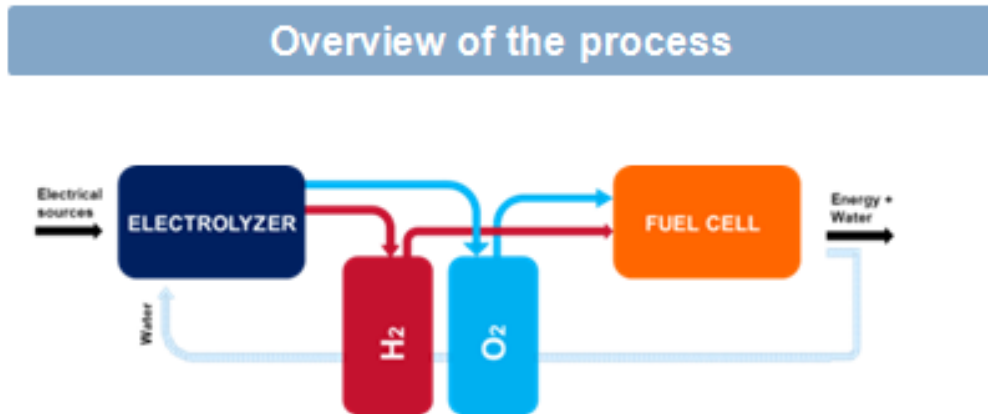 Overview of the process
Electrical
sources
ELECTROLYZER
FUEL CELL
Energy +
Water
Water
H2
O2